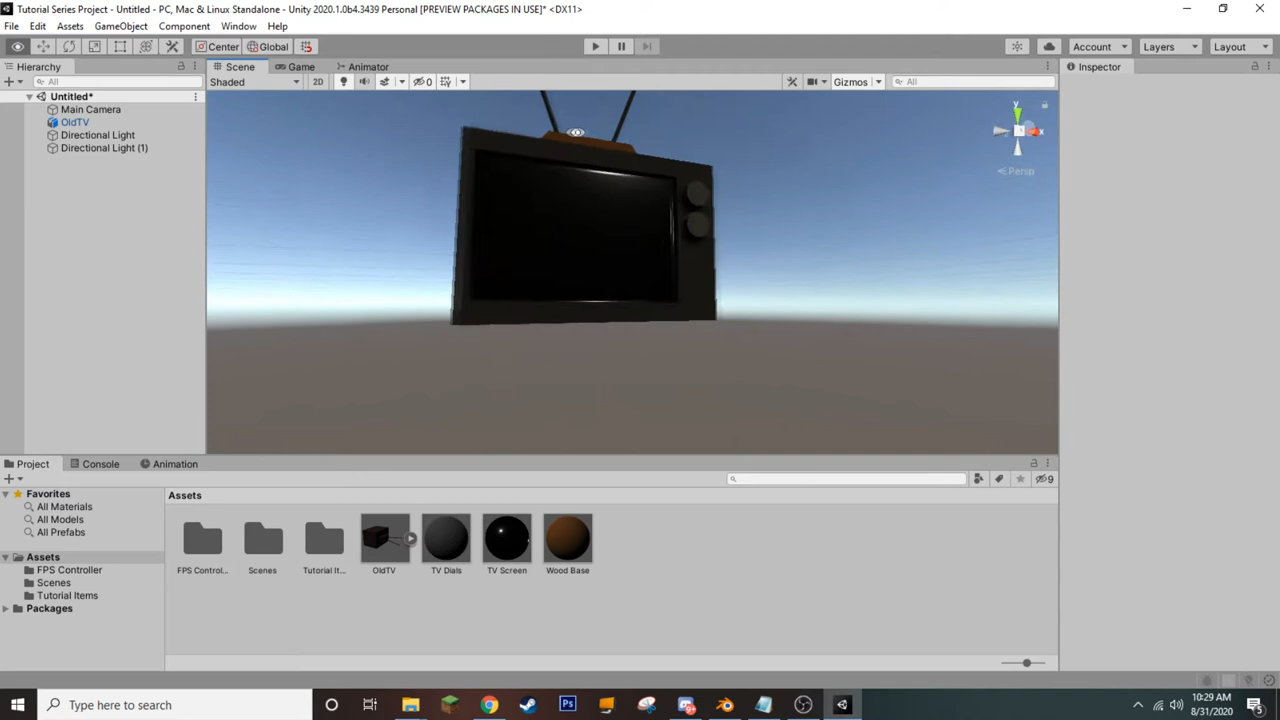 Tutorial Series Project - Untitled - PC, Mac & Linux Standalone - Unity 2020.1.0b4.3439 Personal [PREVIEW PACKAGES IN USE]* <DX11>
File Edit Assets GameObject Component Window Help
Center Global Account Layers Layout
Hierarchy Scene Game Animator Inspector
All Shaded 2D 0 Gizmos All
Untitled*
Main Camera
OldTV
Directional Light
Directional Light (1)
y
x
Persp
Project Console Animation
9
Favorites
All Materials
All Models
All Prefabs
Assets
FPS Controller
Scenes
Tutorial Items
Packages
Assets
FPS Control... Scenes Tutorial It... OldTV TV Dials TV Screen Wood Base
Type here to search
Ps
10:29 AM
8/31/2020
5